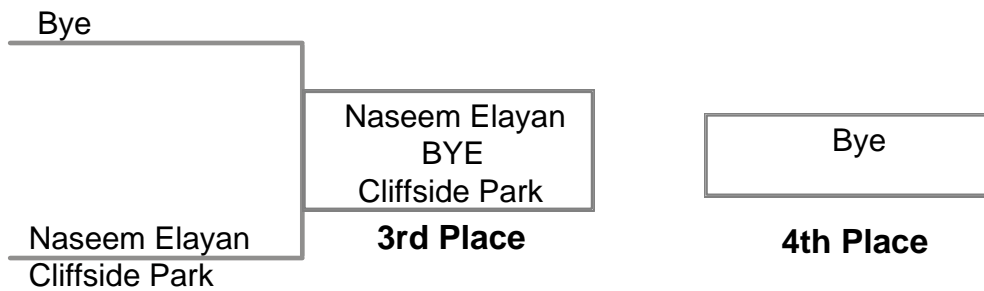 Bye
Naseem Elayan
BYE
Cliffside Park
3rd Place
Bye
4th Place
Naseem Elayan
Cliffside Park